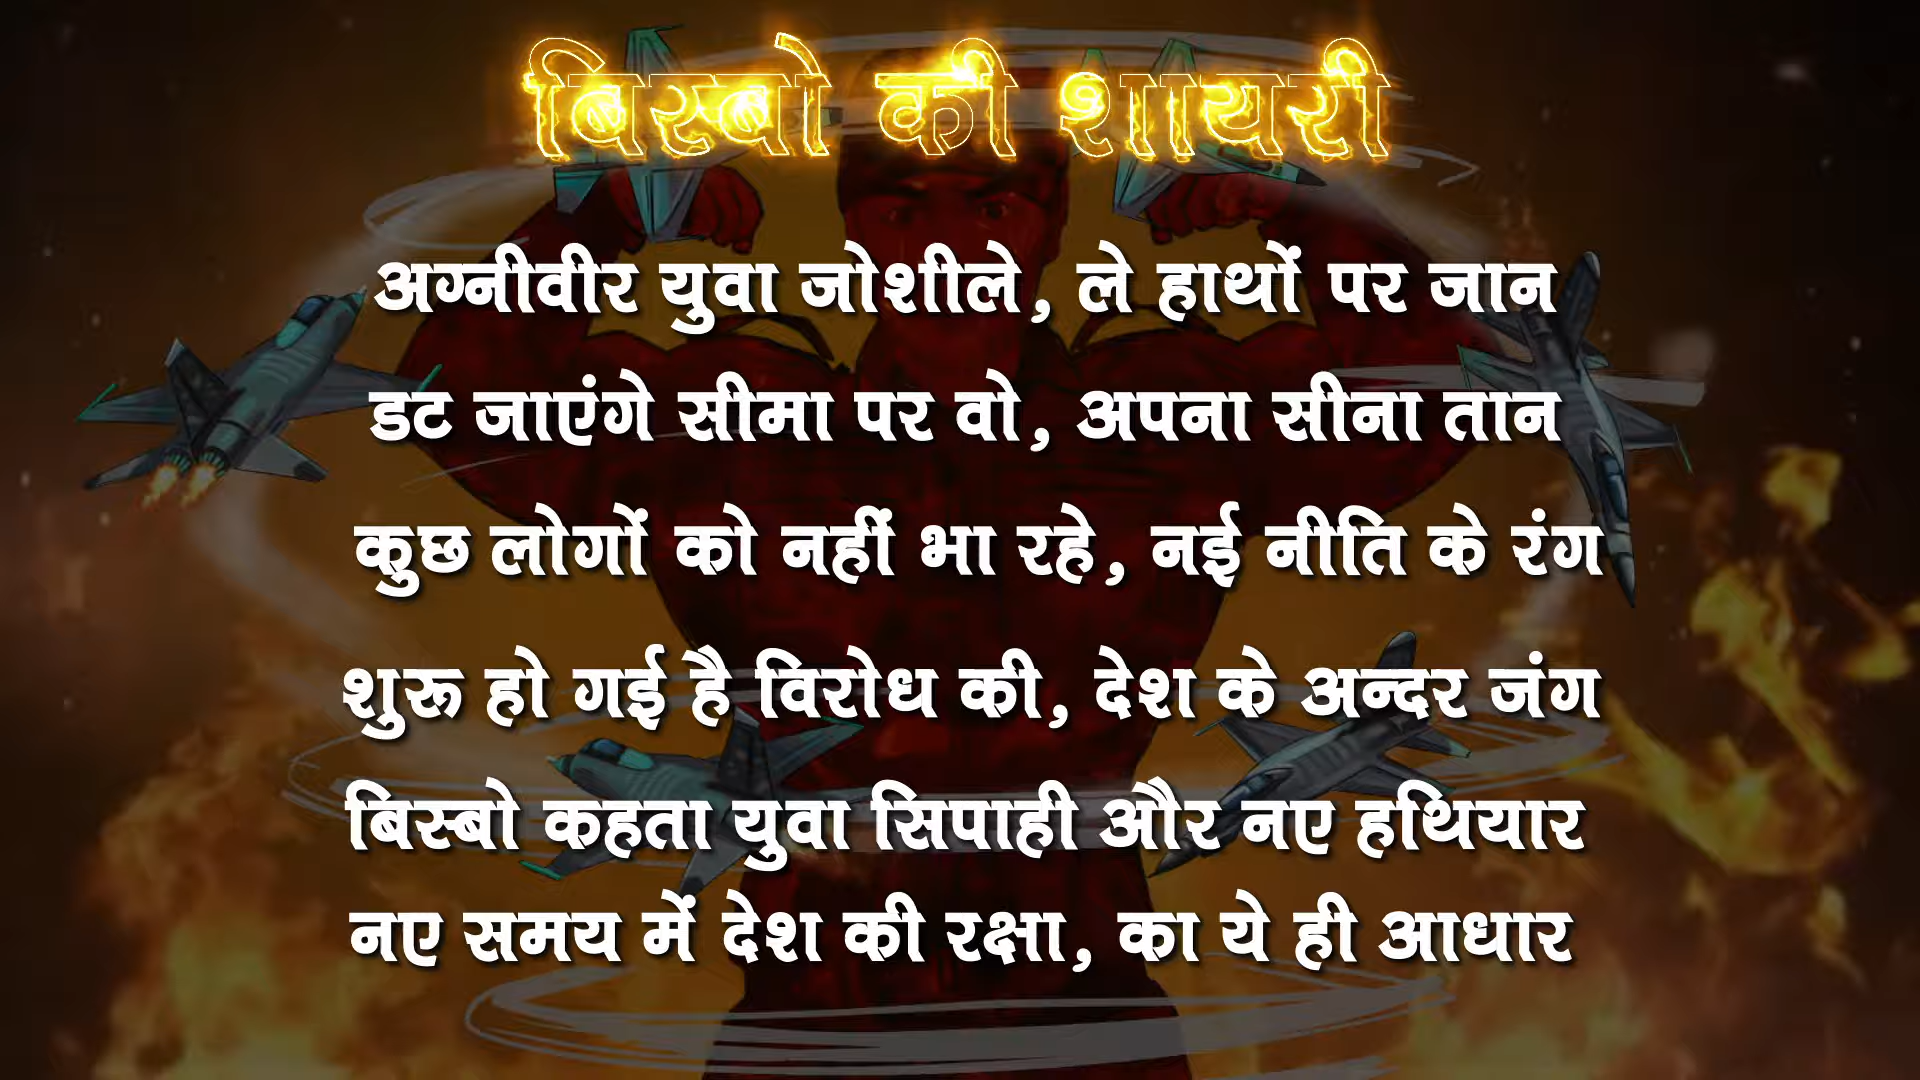 बिस्बो की शायरी
अग्नीवीर युवा जोशीले, ले हाथों पर जान
डट जाएंगे सीमा पर वो, अपना सीना तान
कुछ लोगों को नहीं भा रहे, नई नीति के रंग
शुरू हो गई है विरोध की, देश के अन्दर जंग
बिस्बो कहता युवा सिपाही और नए हथियार
नए समय में देश की रक्षा, का ये ही आधार